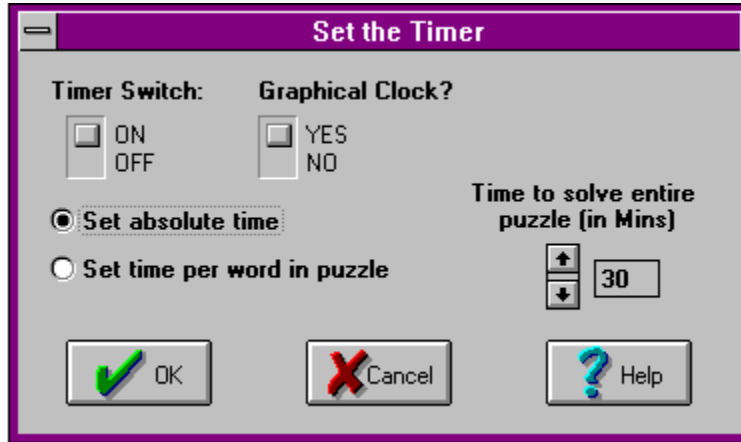 Set the Timer
Timer Switch:
ON
OFF
Graphical Clock?
YES
NO
Set absolute time
Set time per word in puzzle
Time to solve entire
puzzle (in Mins)
30
OK
Cancel
Help